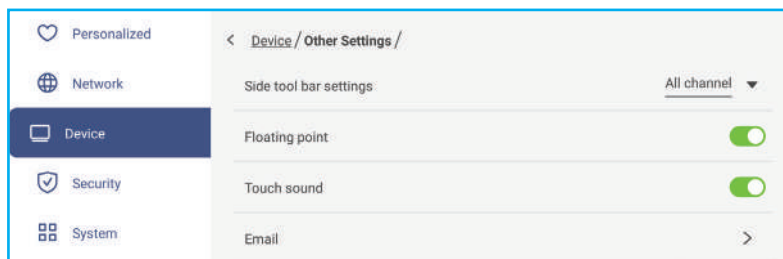 Personalized
Network
Device
Security
System
< Device / Other Settings /
Side tool bar settings All channel
Floating point
Touch sound
Email >